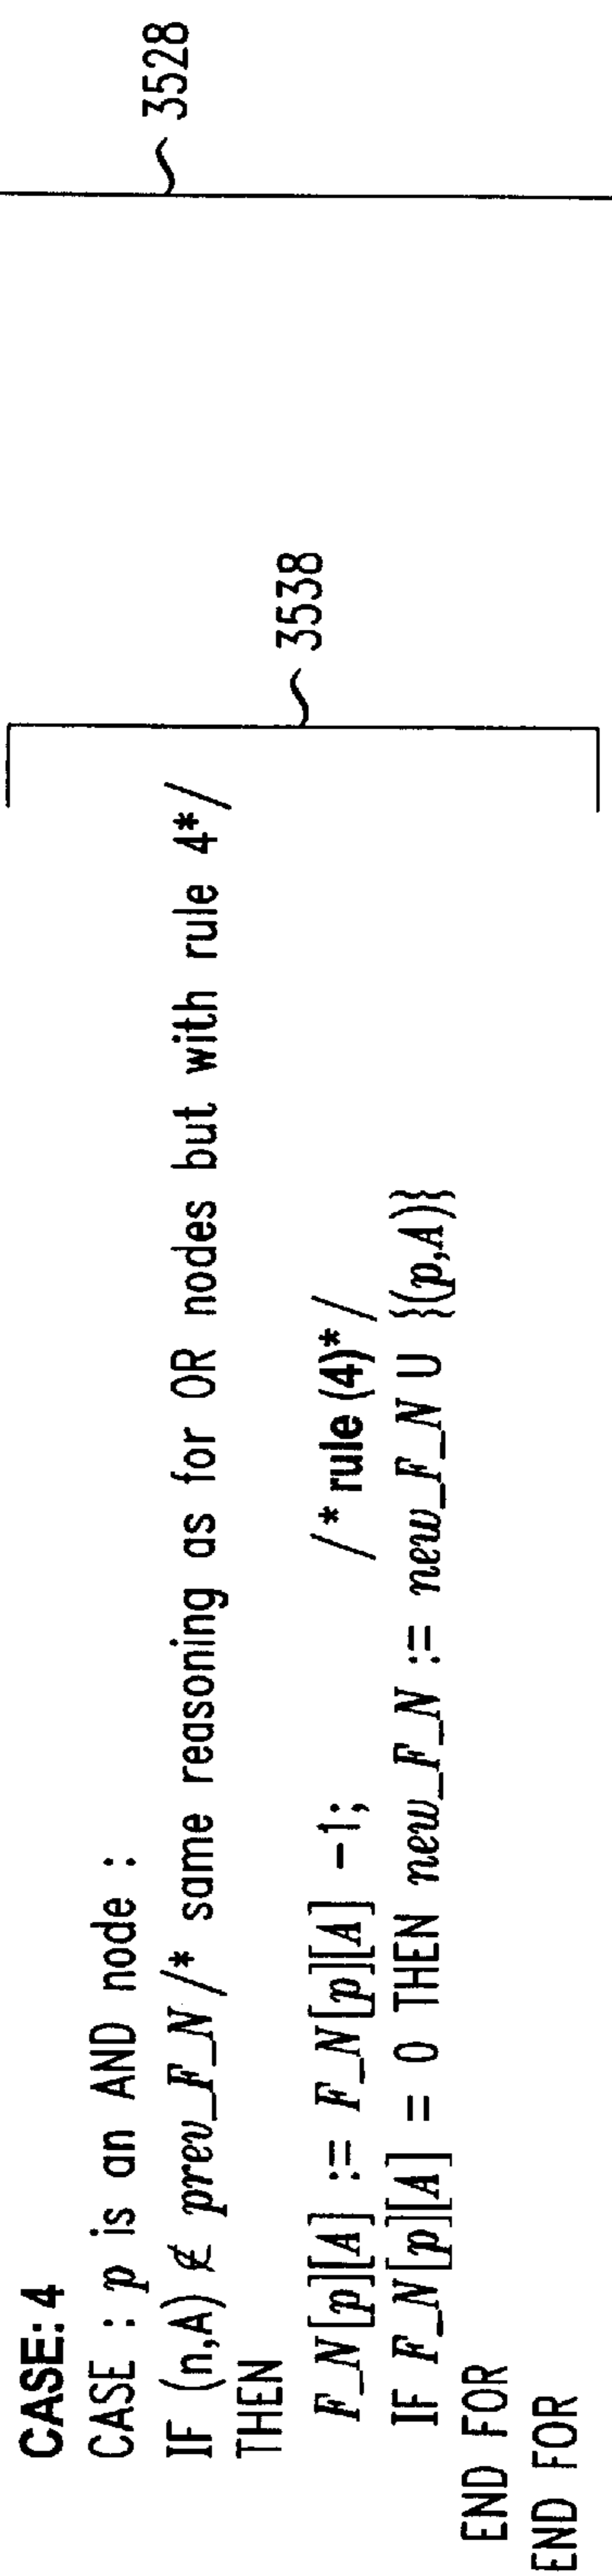 CASE: 4
CASE : p is an AND node :
IF (n,A) ∉ prev_F_N /* same reasoning as for OR nodes but with rule 4*/
THEN
F_N[p][A] := F_N[p][A] -1; /* rule (4)* /
IF F_N[p][A] = 0 THEN new_F_N := new_F_N U {(p,A)}
END FOR
END FOR
3538
3528